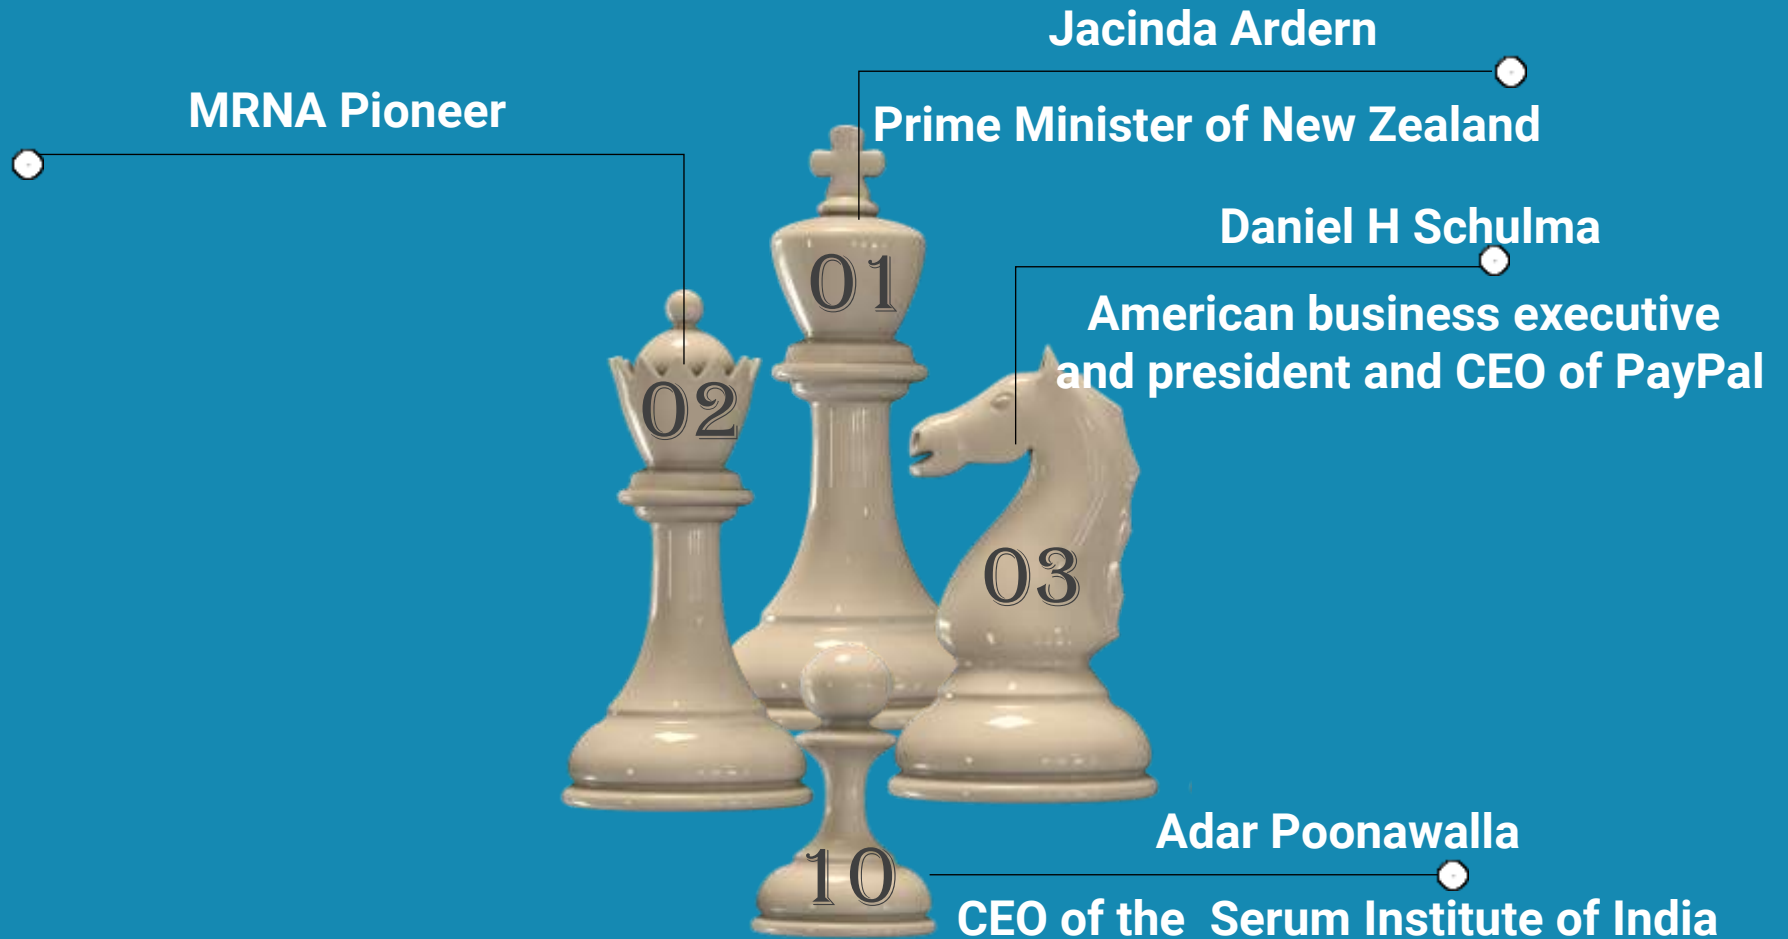 Jacinda Ardern
Prime Minister of New Zealand
MRNA Pioneer
Daniel H Schulma
American business executive
and president and CEO of PayPal
01
02
03
Adar Poonawalla
10
CEO of the  Serum Institute of India